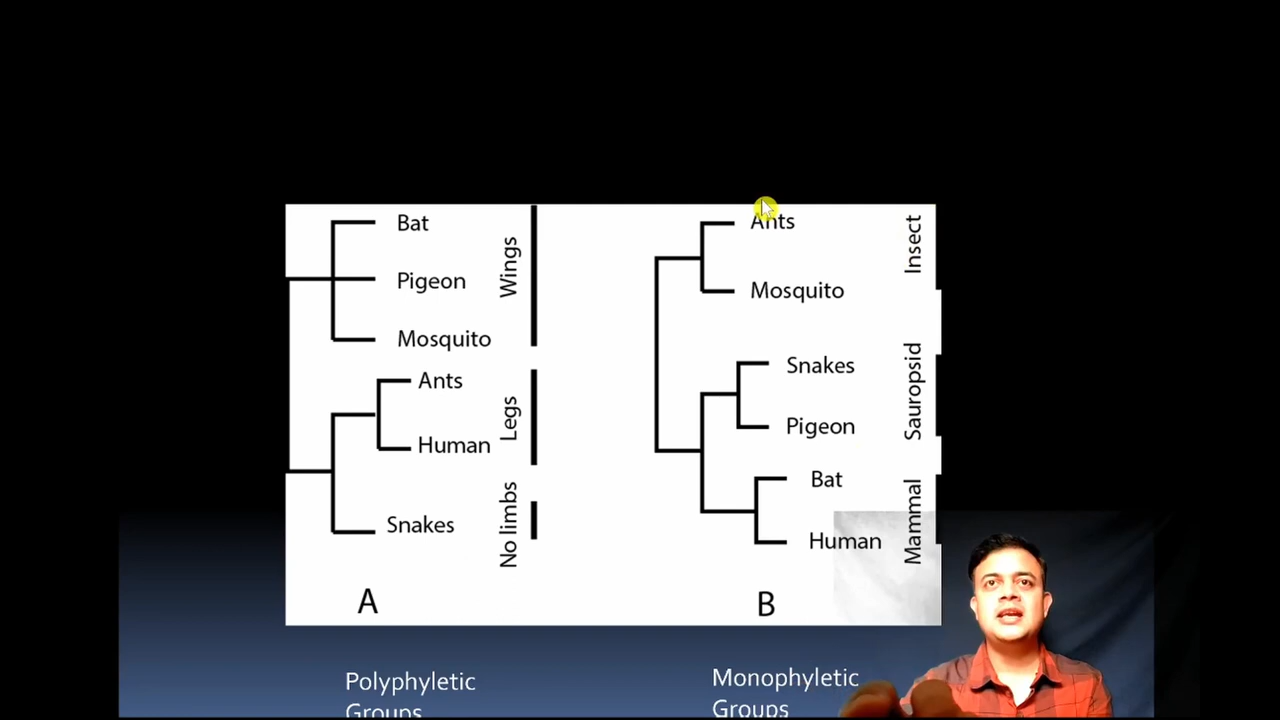 Bat
Pigeon
Mosquito
Wings
Ants
Human
Legs
Snakes
No limbs
A
Ants
Mosquito
Insect
Snakes
Pigeon
Sauropsid
Bat
Human
Mammal
B
Polyphyletic
Groups
Monophyletic
Groups